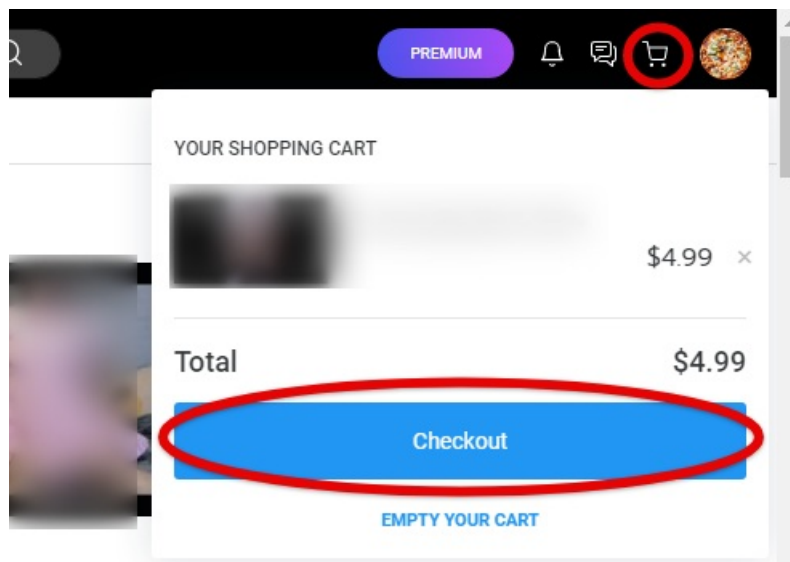 PREMIUM
YOUR SHOPPING CART
$4.99 ×
Total $4.99
Checkout
EMPTY YOUR CART